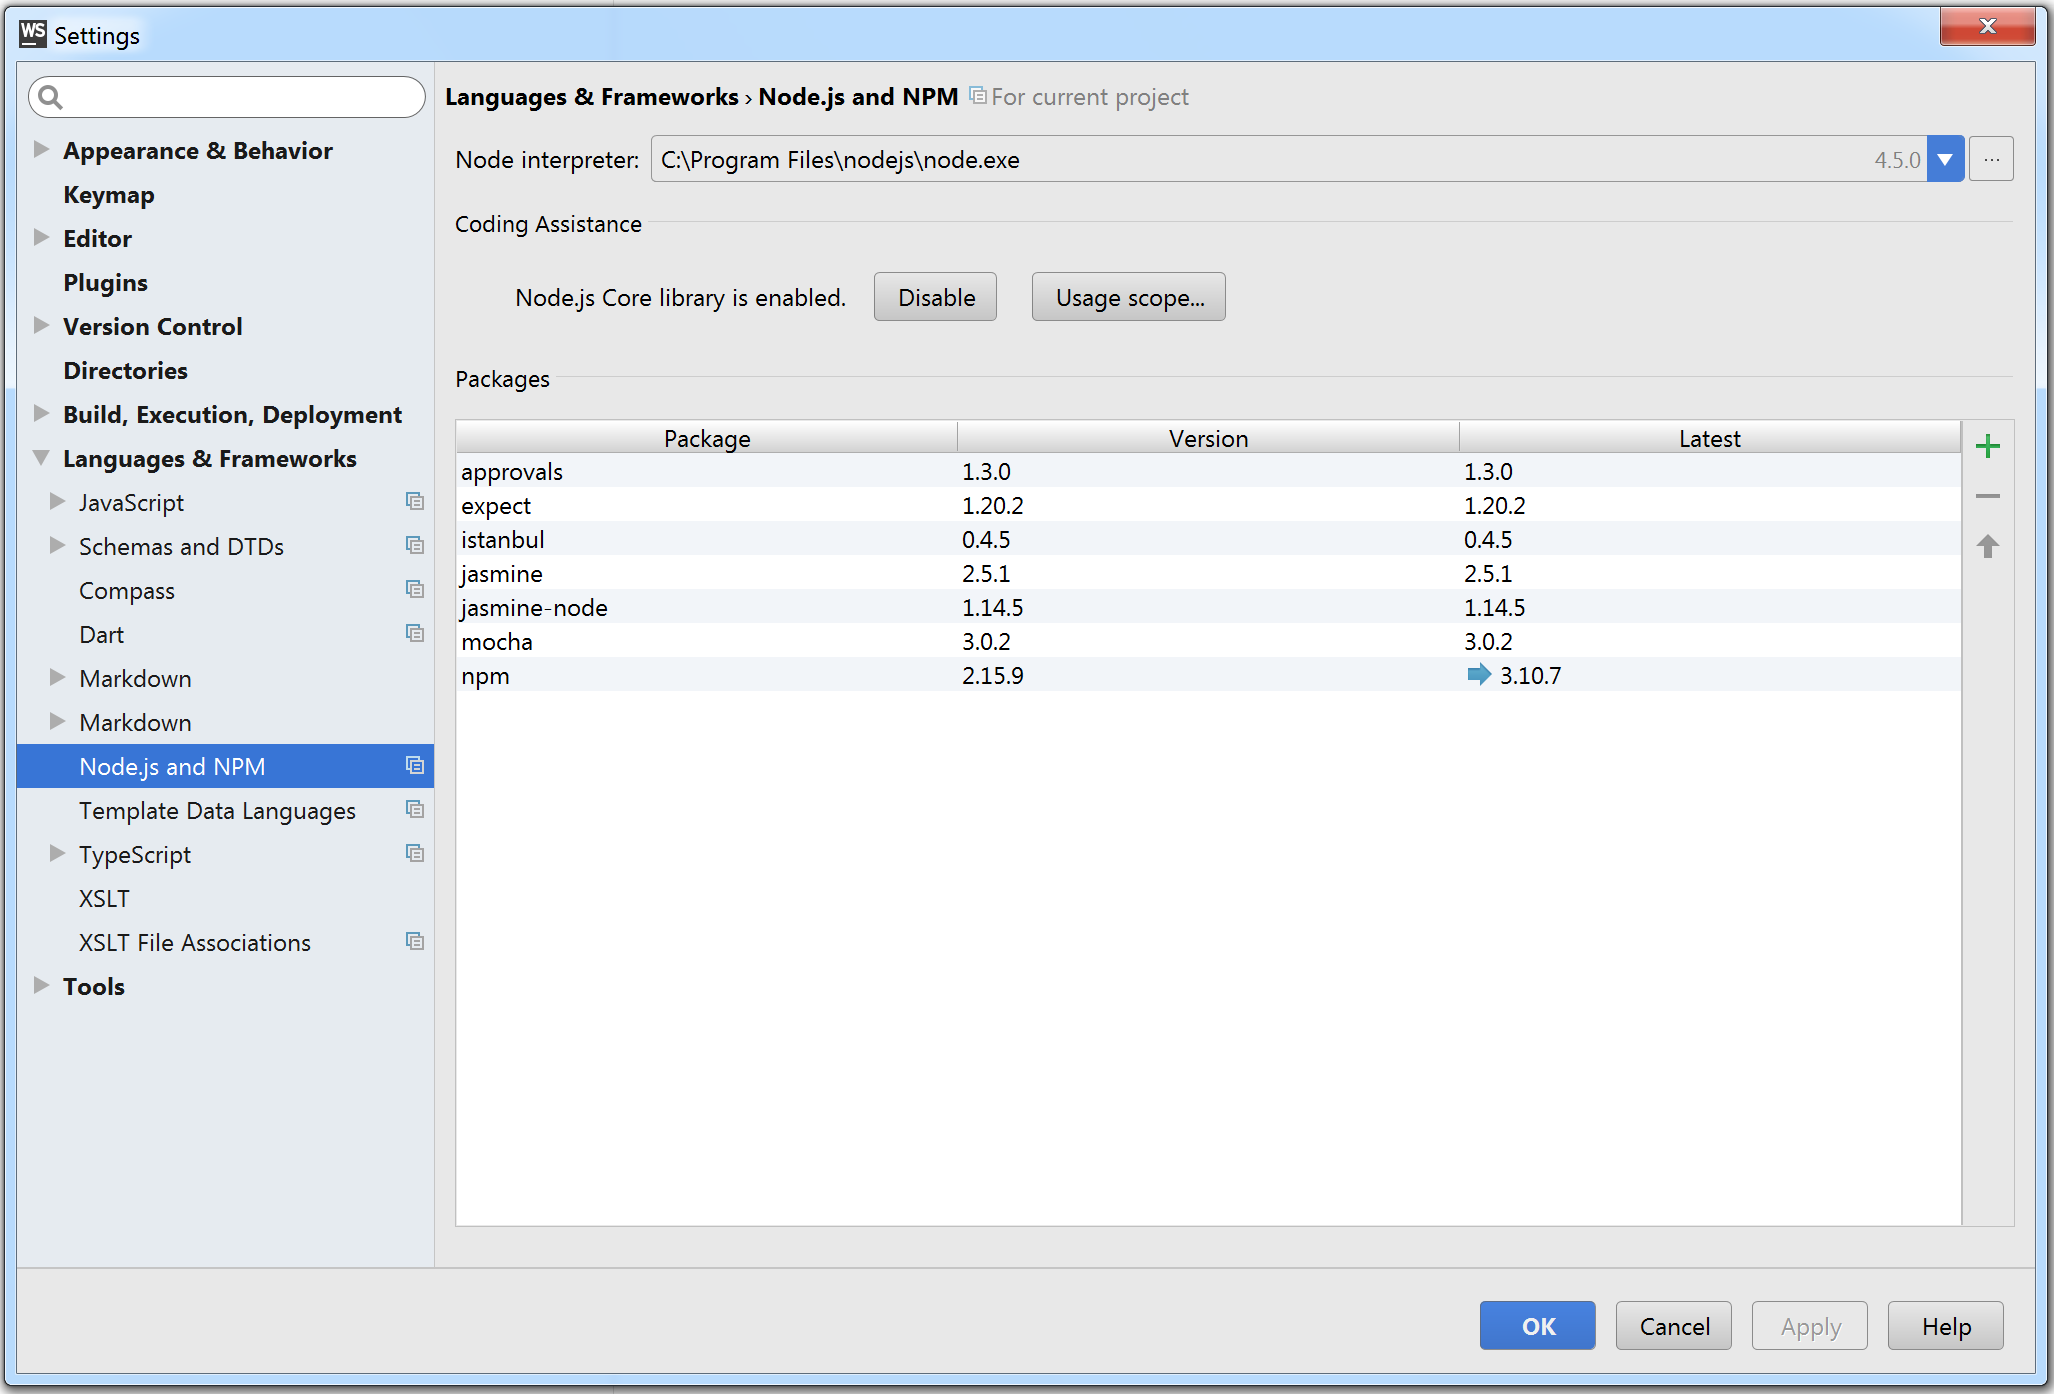 WS Settings
Languages & Frameworks › Node.js and NPM For current project
Appearance & Behavior
Keymap
Editor
Plugins
Version Control
Directories
Build, Execution, Deployment
Languages & Frameworks
JavaScript
Schemas and DTDs
Compass
Dart
Markdown
Markdown
Node.js and NPM
Template Data Languages
TypeScript
XSLT
XSLT File Associations
Tools
Node interpreter: C:\Program Files\nodejs\node.exe 4.5.0 ...
Coding Assistance
Node.js Core library is enabled. Disable Usage scope...
Packages
Package Version Latest
approvals 1.3.0 1.3.0
expect 1.20.2 1.20.2
istanbul 0.4.5 0.4.5
jasmine 2.5.1 2.5.1
jasmine-node 1.14.5 1.14.5
mocha 3.0.2 3.0.2
npm 2.15.9 3.10.7
OK Cancel Apply Help